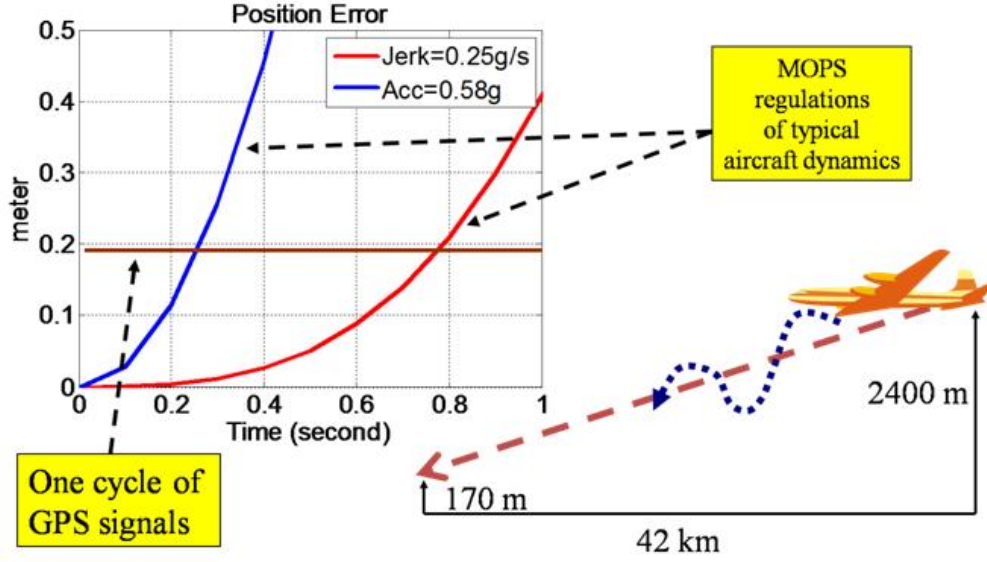 Position Error
0.5
0.4
0.3
0.2
0.1
0
meter
0
0.2
0.4
0.6
0.8
1
Time (second)
Jerk=0.25g/s
Acc=0.58g
MOPS
regulations
of typical
aircraft dynamics
One cycle of
GPS signals
2400 m
170 m
42 km